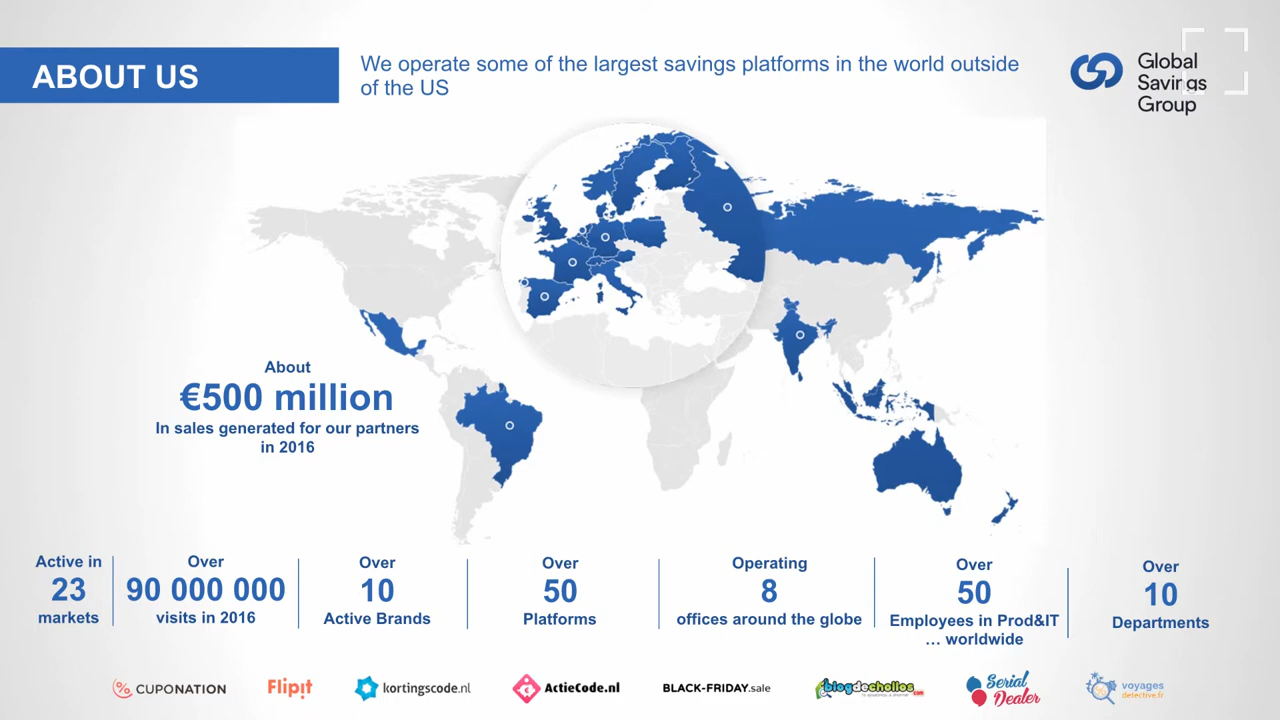 ABOUT US
We operate some of the largest savings platforms in the world outside
of the US
Global
Savings
Group
About
€500 million
In sales generated for our partners
in 2016
Active in
23
markets
Over
90 000 000
visits in 2016
Over
10
Active Brands
Over
50
Platforms
Operating
8
offices around the globe
Over
50
Employees in Prod&IT
... worldwide
Over
10
Departments
CUPONATION
Flipit
kortingscode.nl
ActieCode.nl
BLACK-FRIDAY.sale
blogdechollos.com
Serial
Dealer
voyages
detective.fr